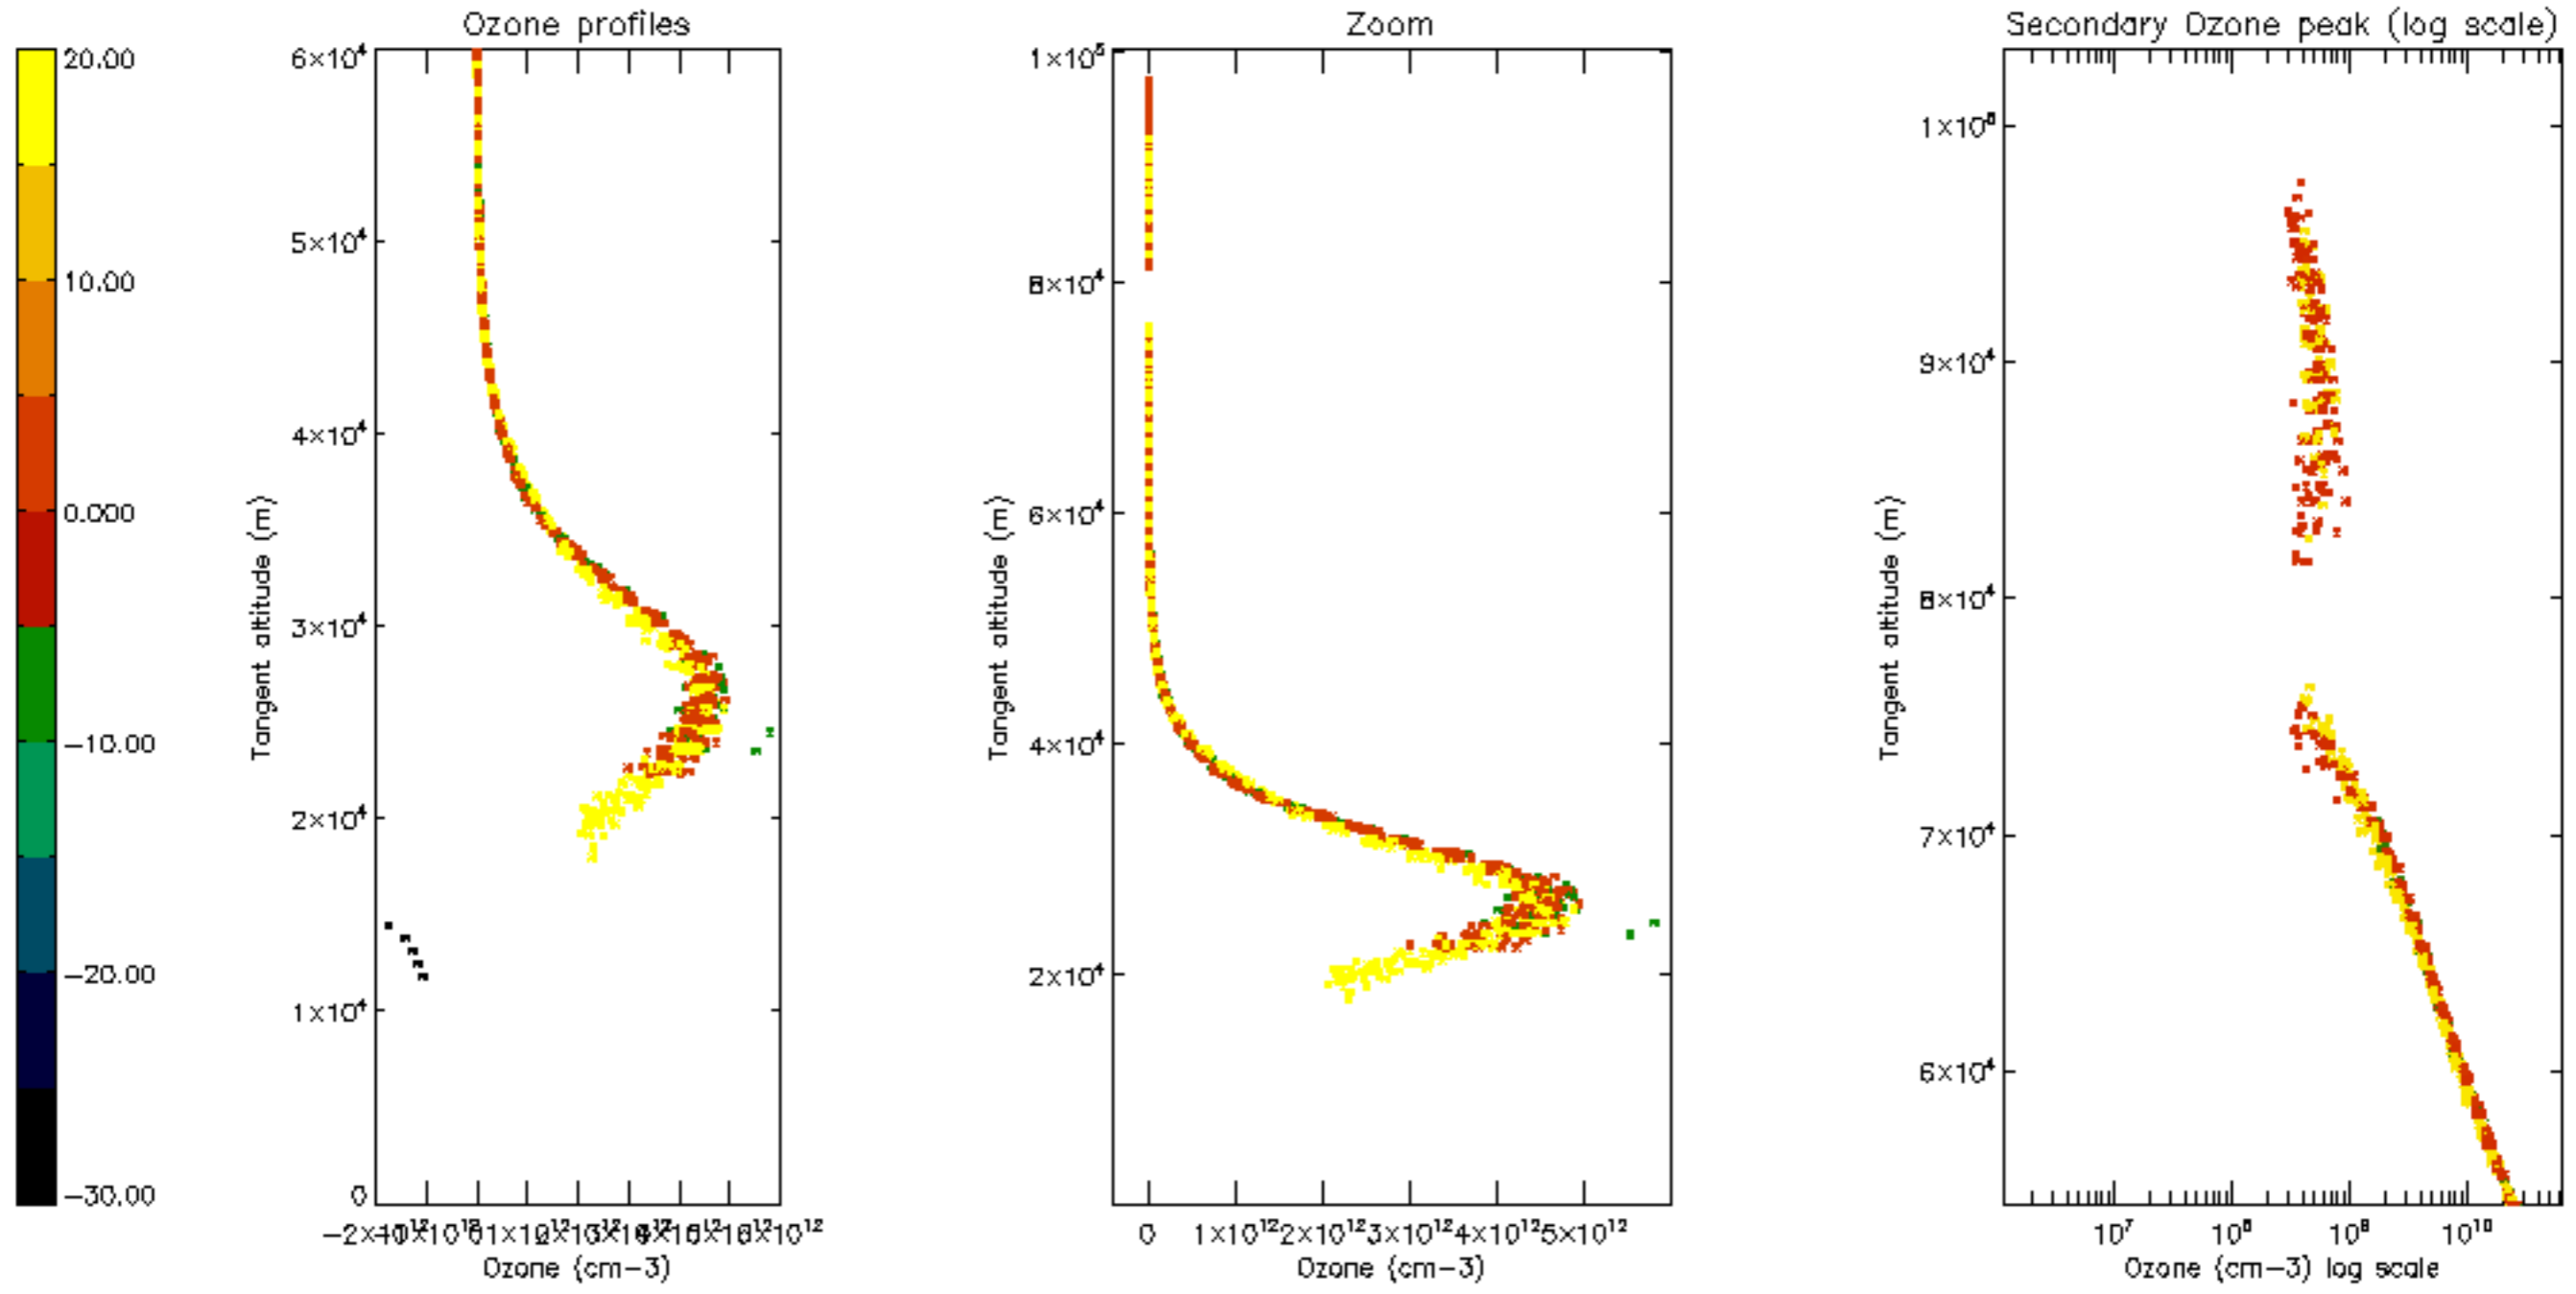 Ozone profiles
Zoom
Secondary Ozone peak (log scale)
20.00
10.00
0.000
-10.00
-20.00
-30.00
6×10⁴
5×10⁴
4×10⁴
3×10⁴
2×10⁴
1×10⁴
0
Tangent altitude (m)
Ozone (cm-3)
1×10⁵
8×10⁴
6×10⁴
4×10⁴
2×10⁴
Tangent altitude (m)
0 1×10¹² 2×10¹² 3×10¹² 4×10¹² 5×10¹²
Ozone (cm-3)
9×10⁴
8×10⁴
7×10⁴
6×10⁴
Tangent altitude (m)
10⁷ 10⁸ 10⁹ 10¹⁰
Ozone (cm-3) log scale